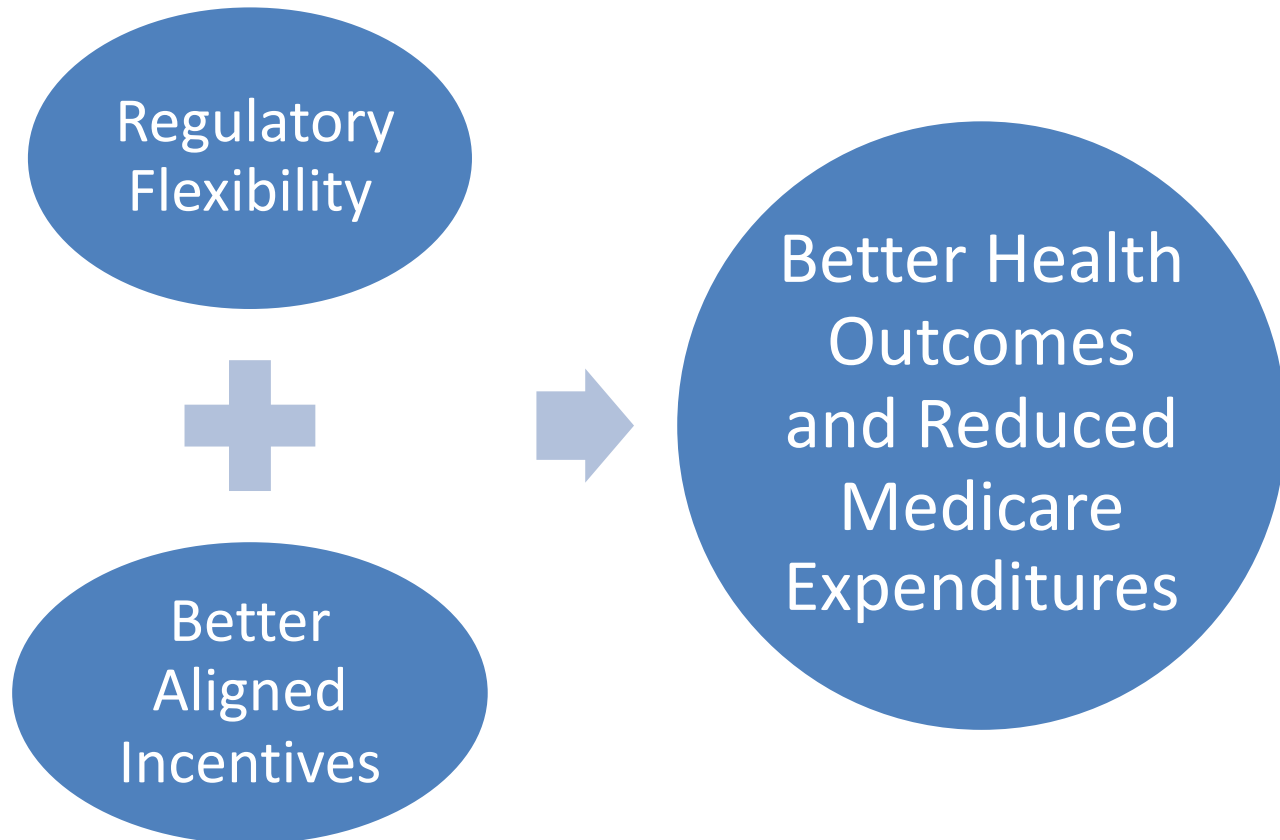 Regulatory
Flexibility
Better
Aligned
Incentives
Better Health
Outcomes
and Reduced
Medicare
Expenditures